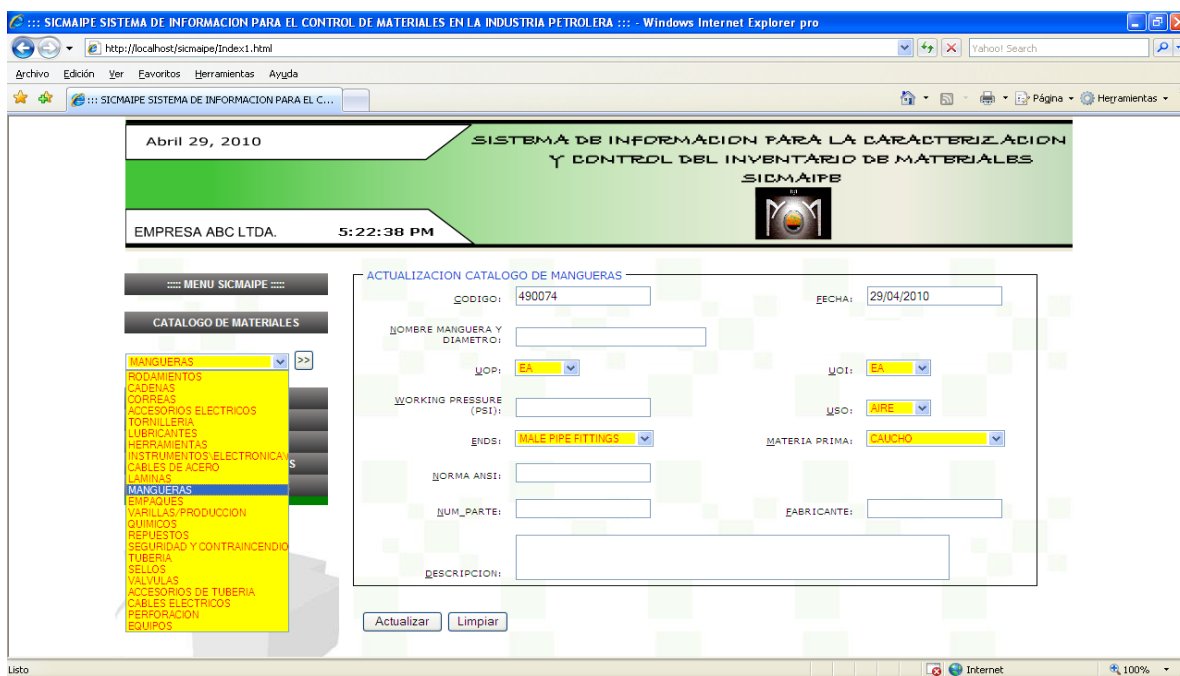 ::: SICMAIPE SISTEMA DE INFORMACION PARA EL CONTROL DE MATERIALES EN LA INDUSTRIA PETROLERA ::: - Windows Internet Explorer pro
http://localhost/sicmaipe/Index1.html
Yahoo! Search
Archivo Edición Ver Favoritos Herramientas Ayuda
::: SICMAIPE SISTEMA DE INFORMACION PARA EL C...
Página Herramientas
Abril 29, 2010
SISTEMA DE INFORMACION PARA LA CARACTERIZACION
Y CONTROL DEL INVENTARIO DE MATERIALES
SICMAIPE
EMPRESA ABC LTDA. 5:22:38 PM
::::: MENU SICMAIPE :::::
CATALOGO DE MATERIALES
MANGUERAS >>
RODAMIENTOS
CADENAS
CORREAS
ACCESORIOS ELECTRICOS
TORNILLERIA
LUBRICANTES
HERRAMIENTAS
INSTRUMENTOS\ELECTRONICA\
CABLES DE ACERO
S
LAMINAS
MANGUERAS
EMPAQUES
VARILLAS/PRODUCCION
QUIMICOS
REPUESTOS
SEGURIDAD Y CONTRAINCENDIO
TUBERIA
SELLOS
VALVULAS
ACCESORIOS DE TUBERIA
CABLES ELECTRICOS
PERFORACION
EQUIPOS
ACTUALIZACION CATALOGO DE MANGUERAS
CODIGO: 490074 FECHA: 29/04/2010
NOMBRE MANGUERA Y
DIAMETRO:
UOP: EA UOI: EA
WORKING PRESSURE
(PSI): USO: AIRE
ENDS: MALE PIPE FITTINGS MATERIA PRIMA: CAUCHO
NORMA ANSI:
NUM_PARTE: FABRICANTE:
DESCRIPCION:
Actualizar Limpiar
Listo Internet 100%